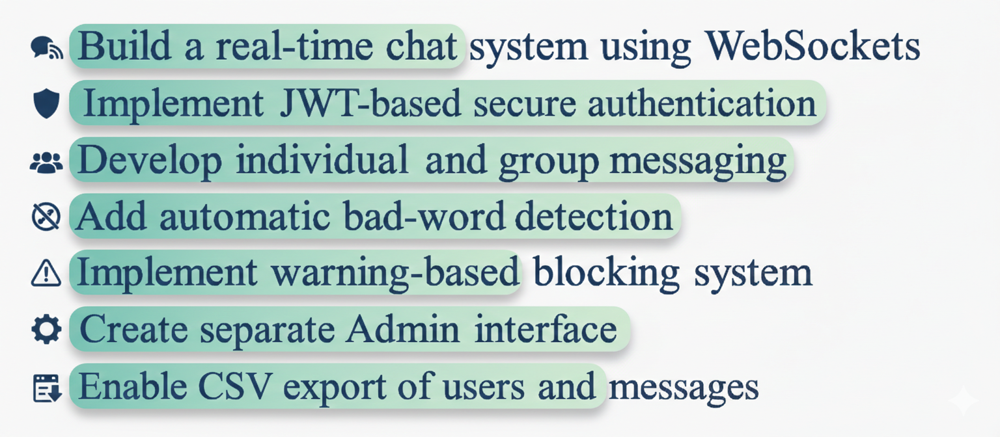 Build a real-time chat system using WebSockets
Implement JWT-based secure authentication
Develop individual and group messaging
Add automatic bad-word detection
Implement warning-based blocking system
Create separate Admin interface
Enable CSV export of users and messages